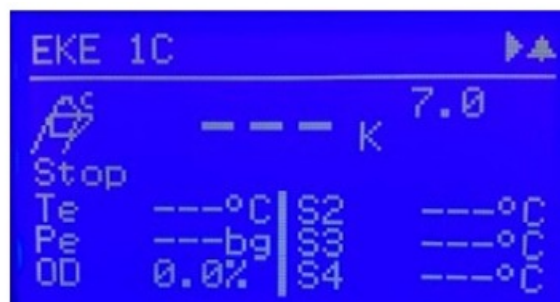 EKE 1C
7.0
--- K
Stop
Te ---°C S2 ---°C
Pe ---bg S3 ---°C
OD 0.0% S4 ---°C